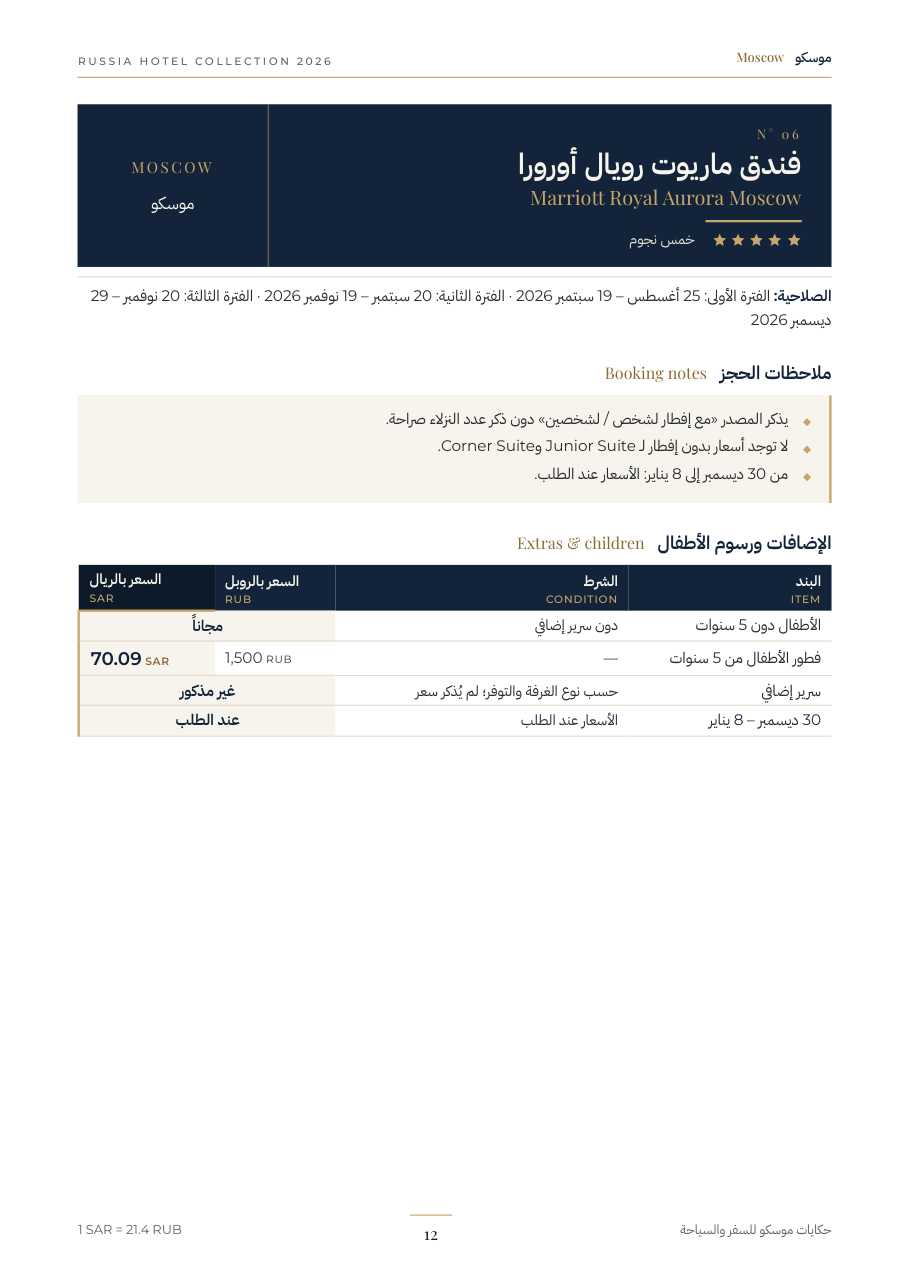 موسكو Moscow
RUSSIA HOTEL COLLECTION 2026
N° 06
فندق ماريوت رويال أورورا
Marriott Royal Aurora Moscow
خمس نجوم
MOSCOW
موسكو
الصلاحية: الفترة الأولى: 25 أغسطس – 19 سبتمبر 2026 · الفترة الثانية: 20 سبتمبر – 19 نوفمبر 2026 · الفترة الثالثة: 20 نوفمبر – 29
ديسمبر 2026
ملاحظات الحجز Booking notes
يذكر المصدر «مع إفطار لشخص / لشخصين» دون ذكر عدد النزلاء صراحة.
لا توجد أسعار بدون إفطار لـ Junior Suite وCorner Suite.
من 30 ديسمبر إلى 8 يناير: الأسعار عند الطلب.
الإضافات ورسوم الأطفال Extras & children
البند الشرط السعر بالروبل السعر بالريال
ITEM CONDITION RUB SAR
الأطفال دون 5 سنوات دون سرير إضافي مجاناً
فطور الأطفال من 5 سنوات — 1,500 RUB 70.09 SAR
سرير إضافي حسب نوع الغرفة والتوفر؛ لم يُذكر سعر غير مذكور
30 ديسمبر – 8 يناير الأسعار عند الطلب عند الطلب
حكايات موسكو للسفر والسياحة
12
1 SAR = 21.4 RUB